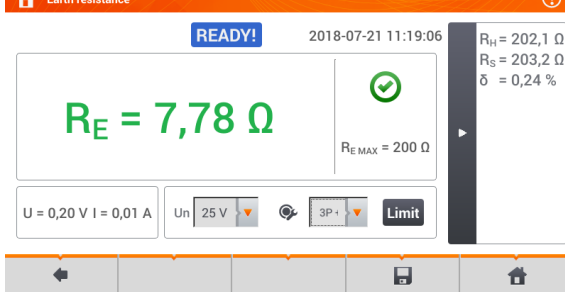 Earth resistance
READY!
2018-07-21 11:19:06
RE = 7,78 Ω
RE MAX = 200 Ω
U = 0,20 V I = 0,01 A
Un 25 V
3P+
Limit
RH = 202,1 Ω
RS = 203,2 Ω
δ = 0,24 %